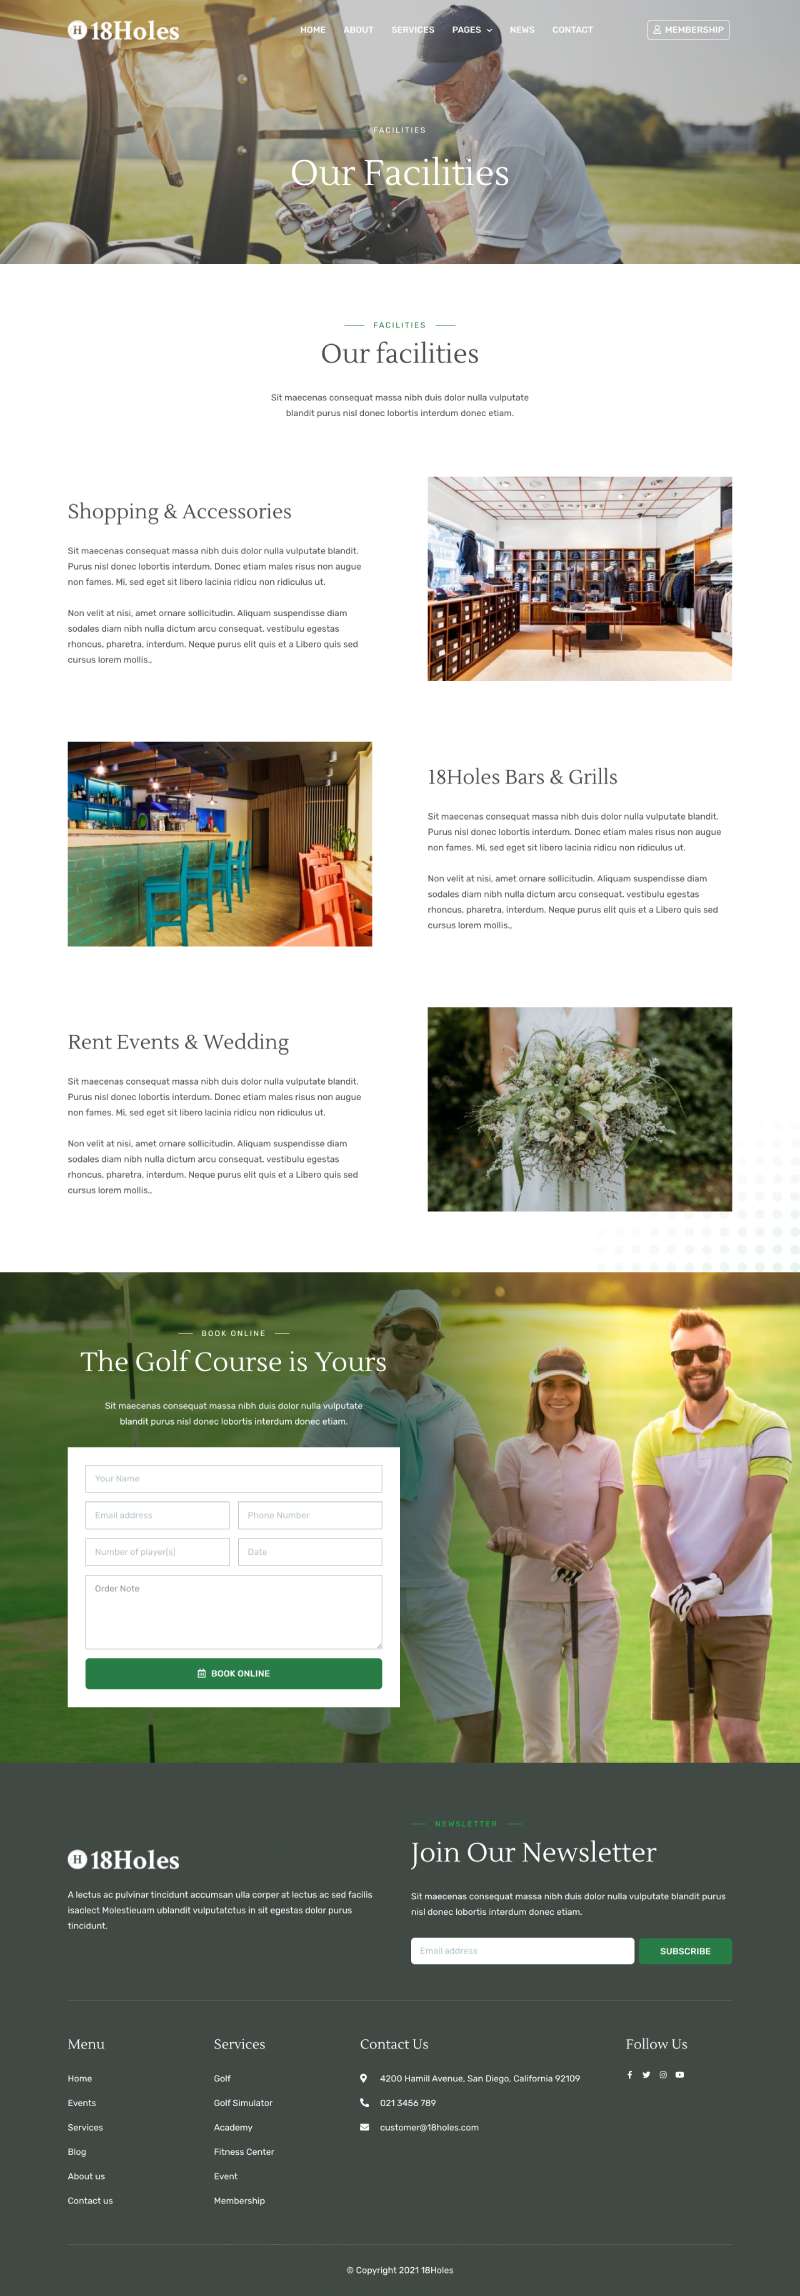 H 18Holes
HOME ABOUT SERVICES PAGES NEWS CONTACT
MEMBERSHIP
FACILITIES
Our Facilities
FACILITIES
Our facilities
Sit maecenas consequat massa nibh duis dolor nulla vulputate
blandit purus nisl donec lobortis interdum donec etiam.
Shopping & Accessories
Sit maecenas consequat massa nibh duis dolor nulla vulputate blandit.
Purus nisl donec lobortis interdum. Donec etiam males risus non augue
non fames. Mi, sed eget sit libero lacinia ridicu non ridiculus ut.
Non velit at nisi, amet ornare sollicitudin. Aliquam suspendisse diam
sodales diam nibh nulla dictum arcu consequat, vestibulu egestas
rhoncus, pharetra, interdum. Neque purus elit quis et a Libero quis sed
cursus lorem mollis..
18Holes Bars & Grills
Sit maecenas consequat massa nibh duis dolor nulla vulputate blandit.
Purus nisl donec lobortis interdum. Donec etiam males risus non augue
non fames. Mi, sed eget sit libero lacinia ridicu non ridiculus ut.
Non velit at nisi, amet ornare sollicitudin. Aliquam suspendisse diam
sodales diam nibh nulla dictum arcu consequat, vestibulu egestas
rhoncus, pharetra, interdum. Neque purus elit quis et a Libero quis sed
cursus lorem mollis..
Rent Events & Wedding
Sit maecenas consequat massa nibh duis dolor nulla vulputate blandit.
Purus nisl donec lobortis interdum. Donec etiam males risus non augue
non fames. Mi, sed eget sit libero lacinia ridicu non ridiculus ut.
Non velit at nisi, amet ornare sollicitudin. Aliquam suspendisse diam
sodales diam nibh nulla dictum arcu consequat, vestibulu egestas
rhoncus, pharetra, interdum. Neque purus elit quis et a Libero quis sed
cursus lorem mollis..
BOOK ONLINE
The Golf Course is Yours
Sit maecenas consequat massa nibh duis dolor nulla vulputate
blandit purus nisl donec lobortis interdum donec etiam.
Your Name
Email address
Phone Number
Number of player(s)
Date
Order Note
BOOK ONLINE
H 18Holes
A lectus ac pulvinar tincidunt accumsan ulla corper at lectus ac sed facilis
isaclect Molestieuam ublandit vulputatctus in sit egestas dolor purus
tincidunt.
NEWSLETTER
Join Our Newsletter
Sit maecenas consequat massa nibh duis dolor nulla vulputate blandit purus
nisl donec lobortis interdum donec etiam.
Email address
SUBSCRIBE
Menu
Home
Events
Services
Blog
About us
Contact us
Services
Golf
Golf Simulator
Academy
Fitness Center
Event
Membership
Contact Us
4200 Hamill Avenue, San Diego, California 92109
021 3456 789
customer@18holes.com
Follow Us
© Copyright 2021 18Holes